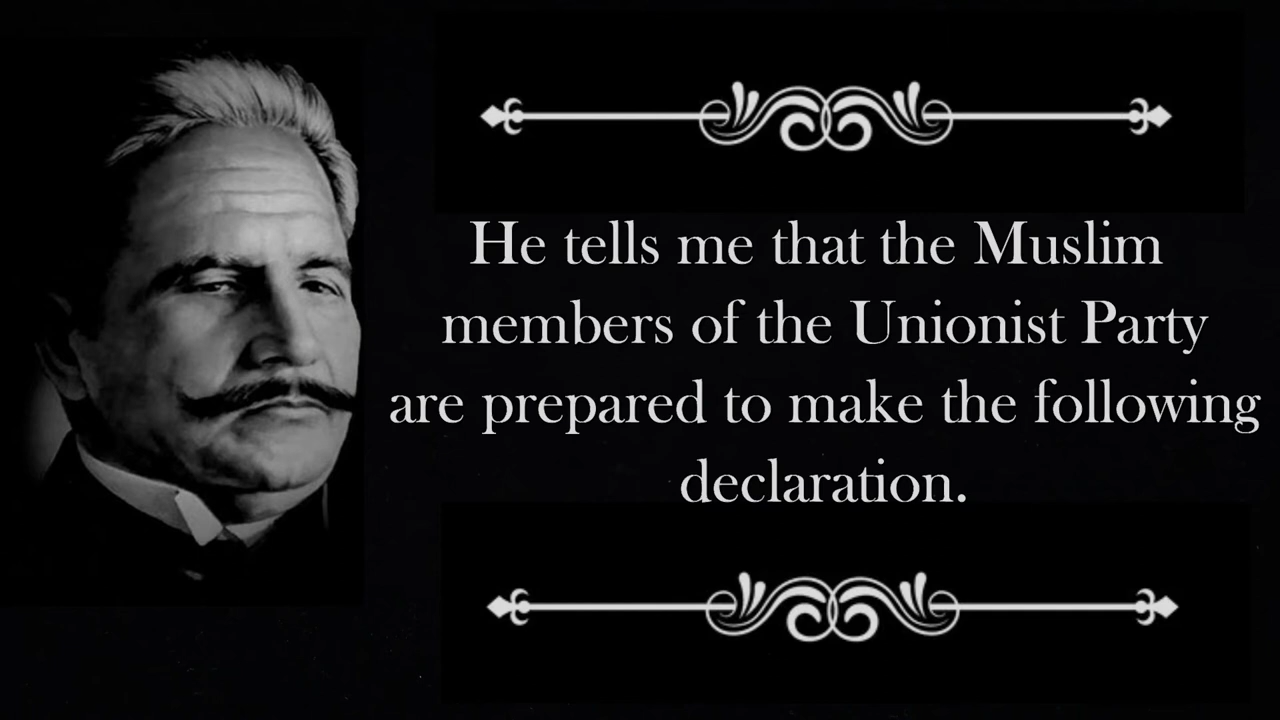 He tells me that the Muslim
members of the Unionist Party
are prepared to make the following
declaration.